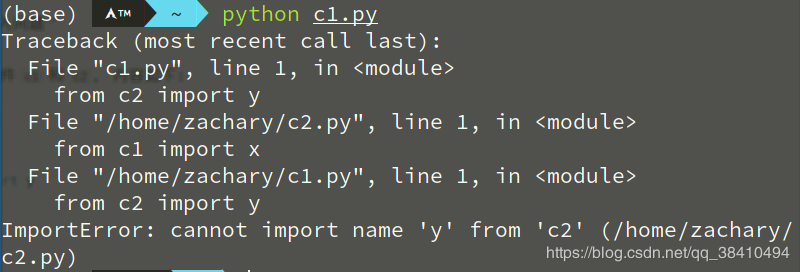 (base) ~ python c1.py
Traceback (most recent call last):
  File "c1.py", line 1, in <module>
    from c2 import y
  File "/home/zachary/c2.py", line 1, in <module>
    from c1 import x
  File "/home/zachary/c1.py", line 1, in <module>
    from c2 import y
ImportError: cannot import name 'y' from 'c2' (/home/zachary/
c2.py)
https://blog.csdn.net/qq_38410494